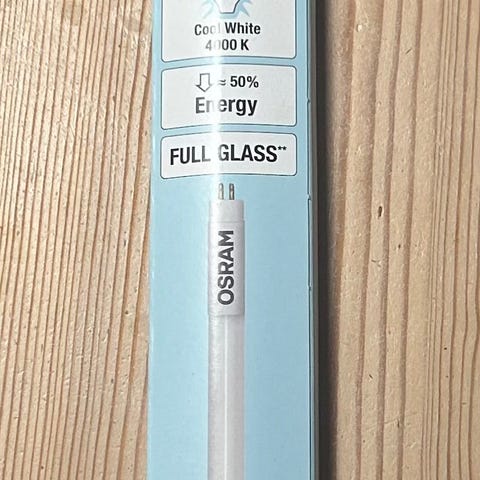 Cool White
4000 K
≈ 50%
Energy
FULL GLASS**
OSRAM